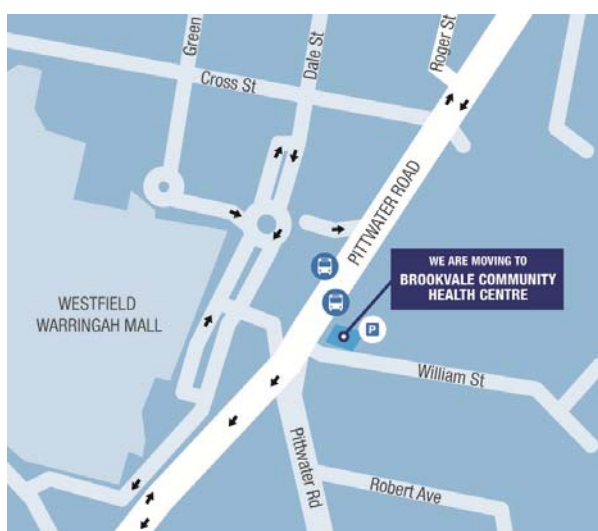 Green
Dale St
Roger St
Cross St
PITTWATER ROAD
WE ARE MOVING TO
BROOKVALE COMMUNITY
HEALTH CENTRE
WESTFIELD
WARRINGAH MALL
P
William St
Pittwater Rd
Robert Ave